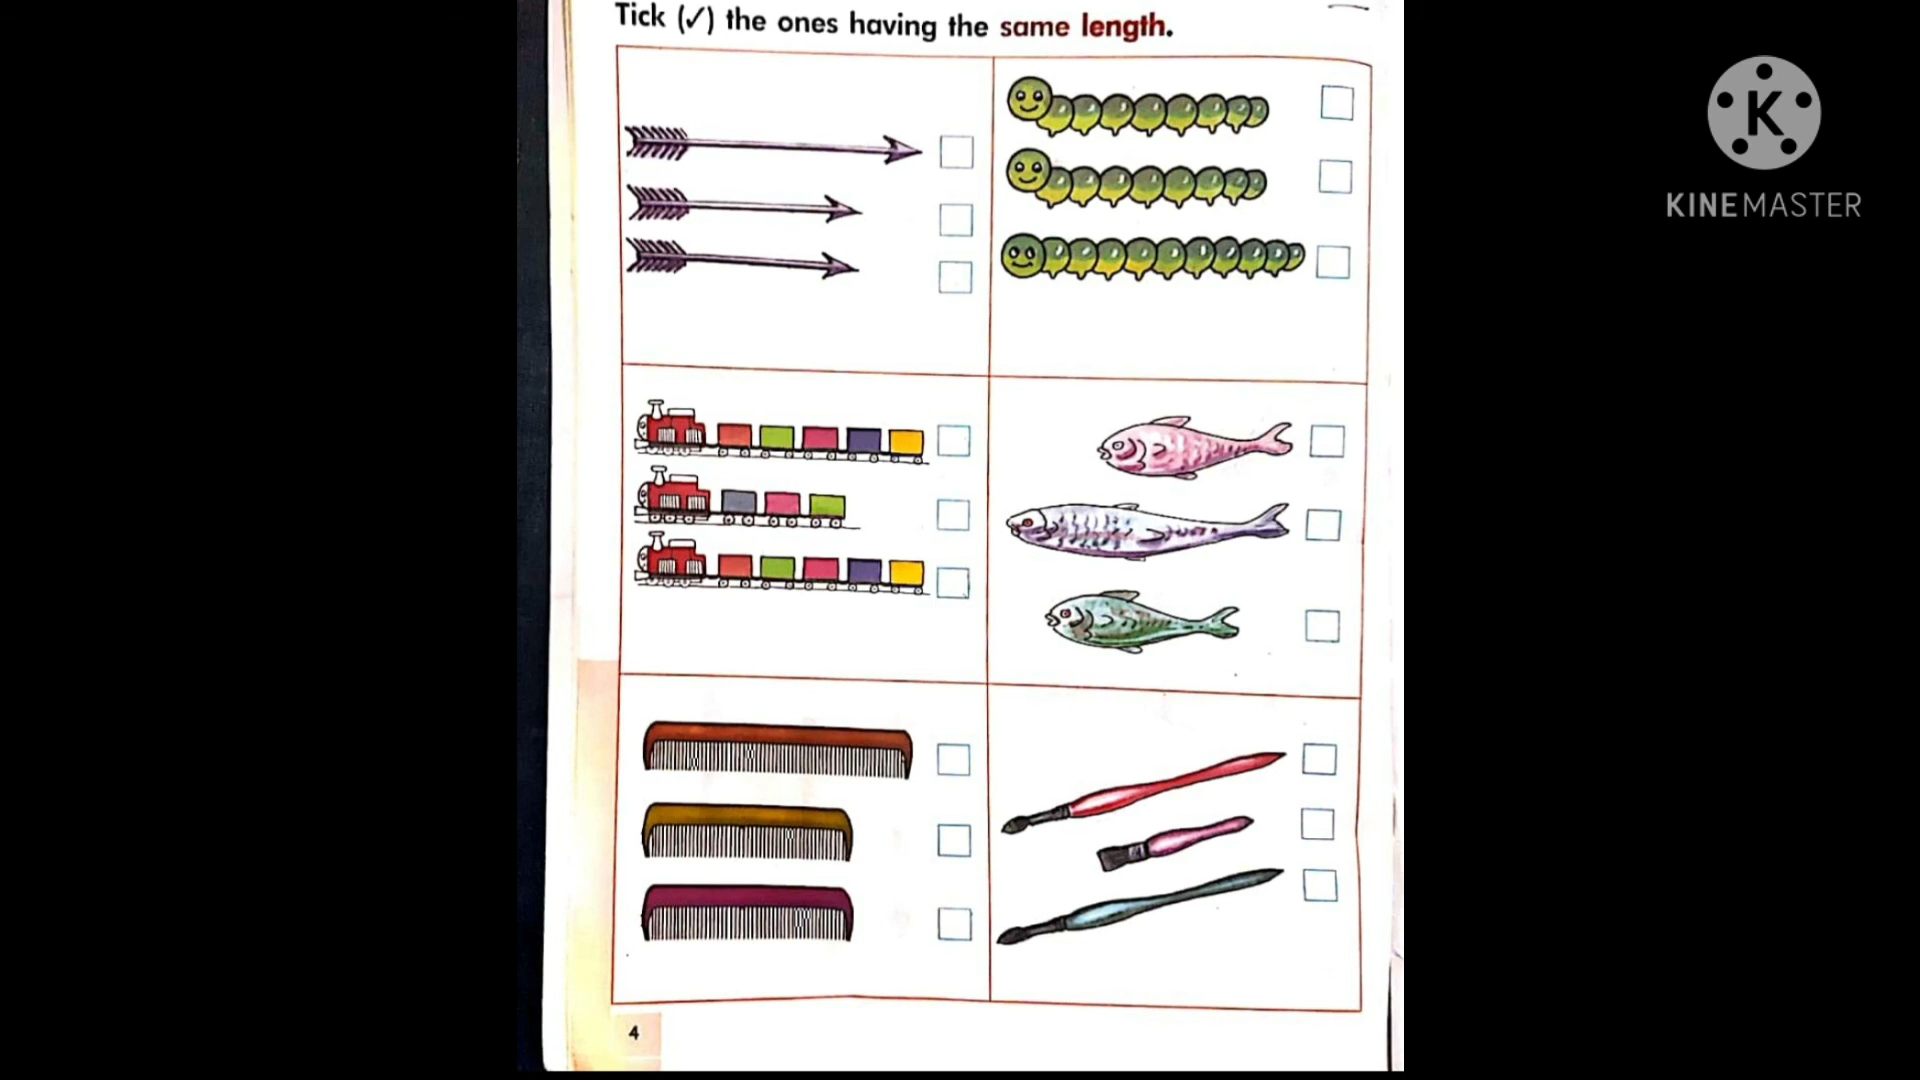 Tick (✓) the ones having the same length.
K
KINEMASTER
4